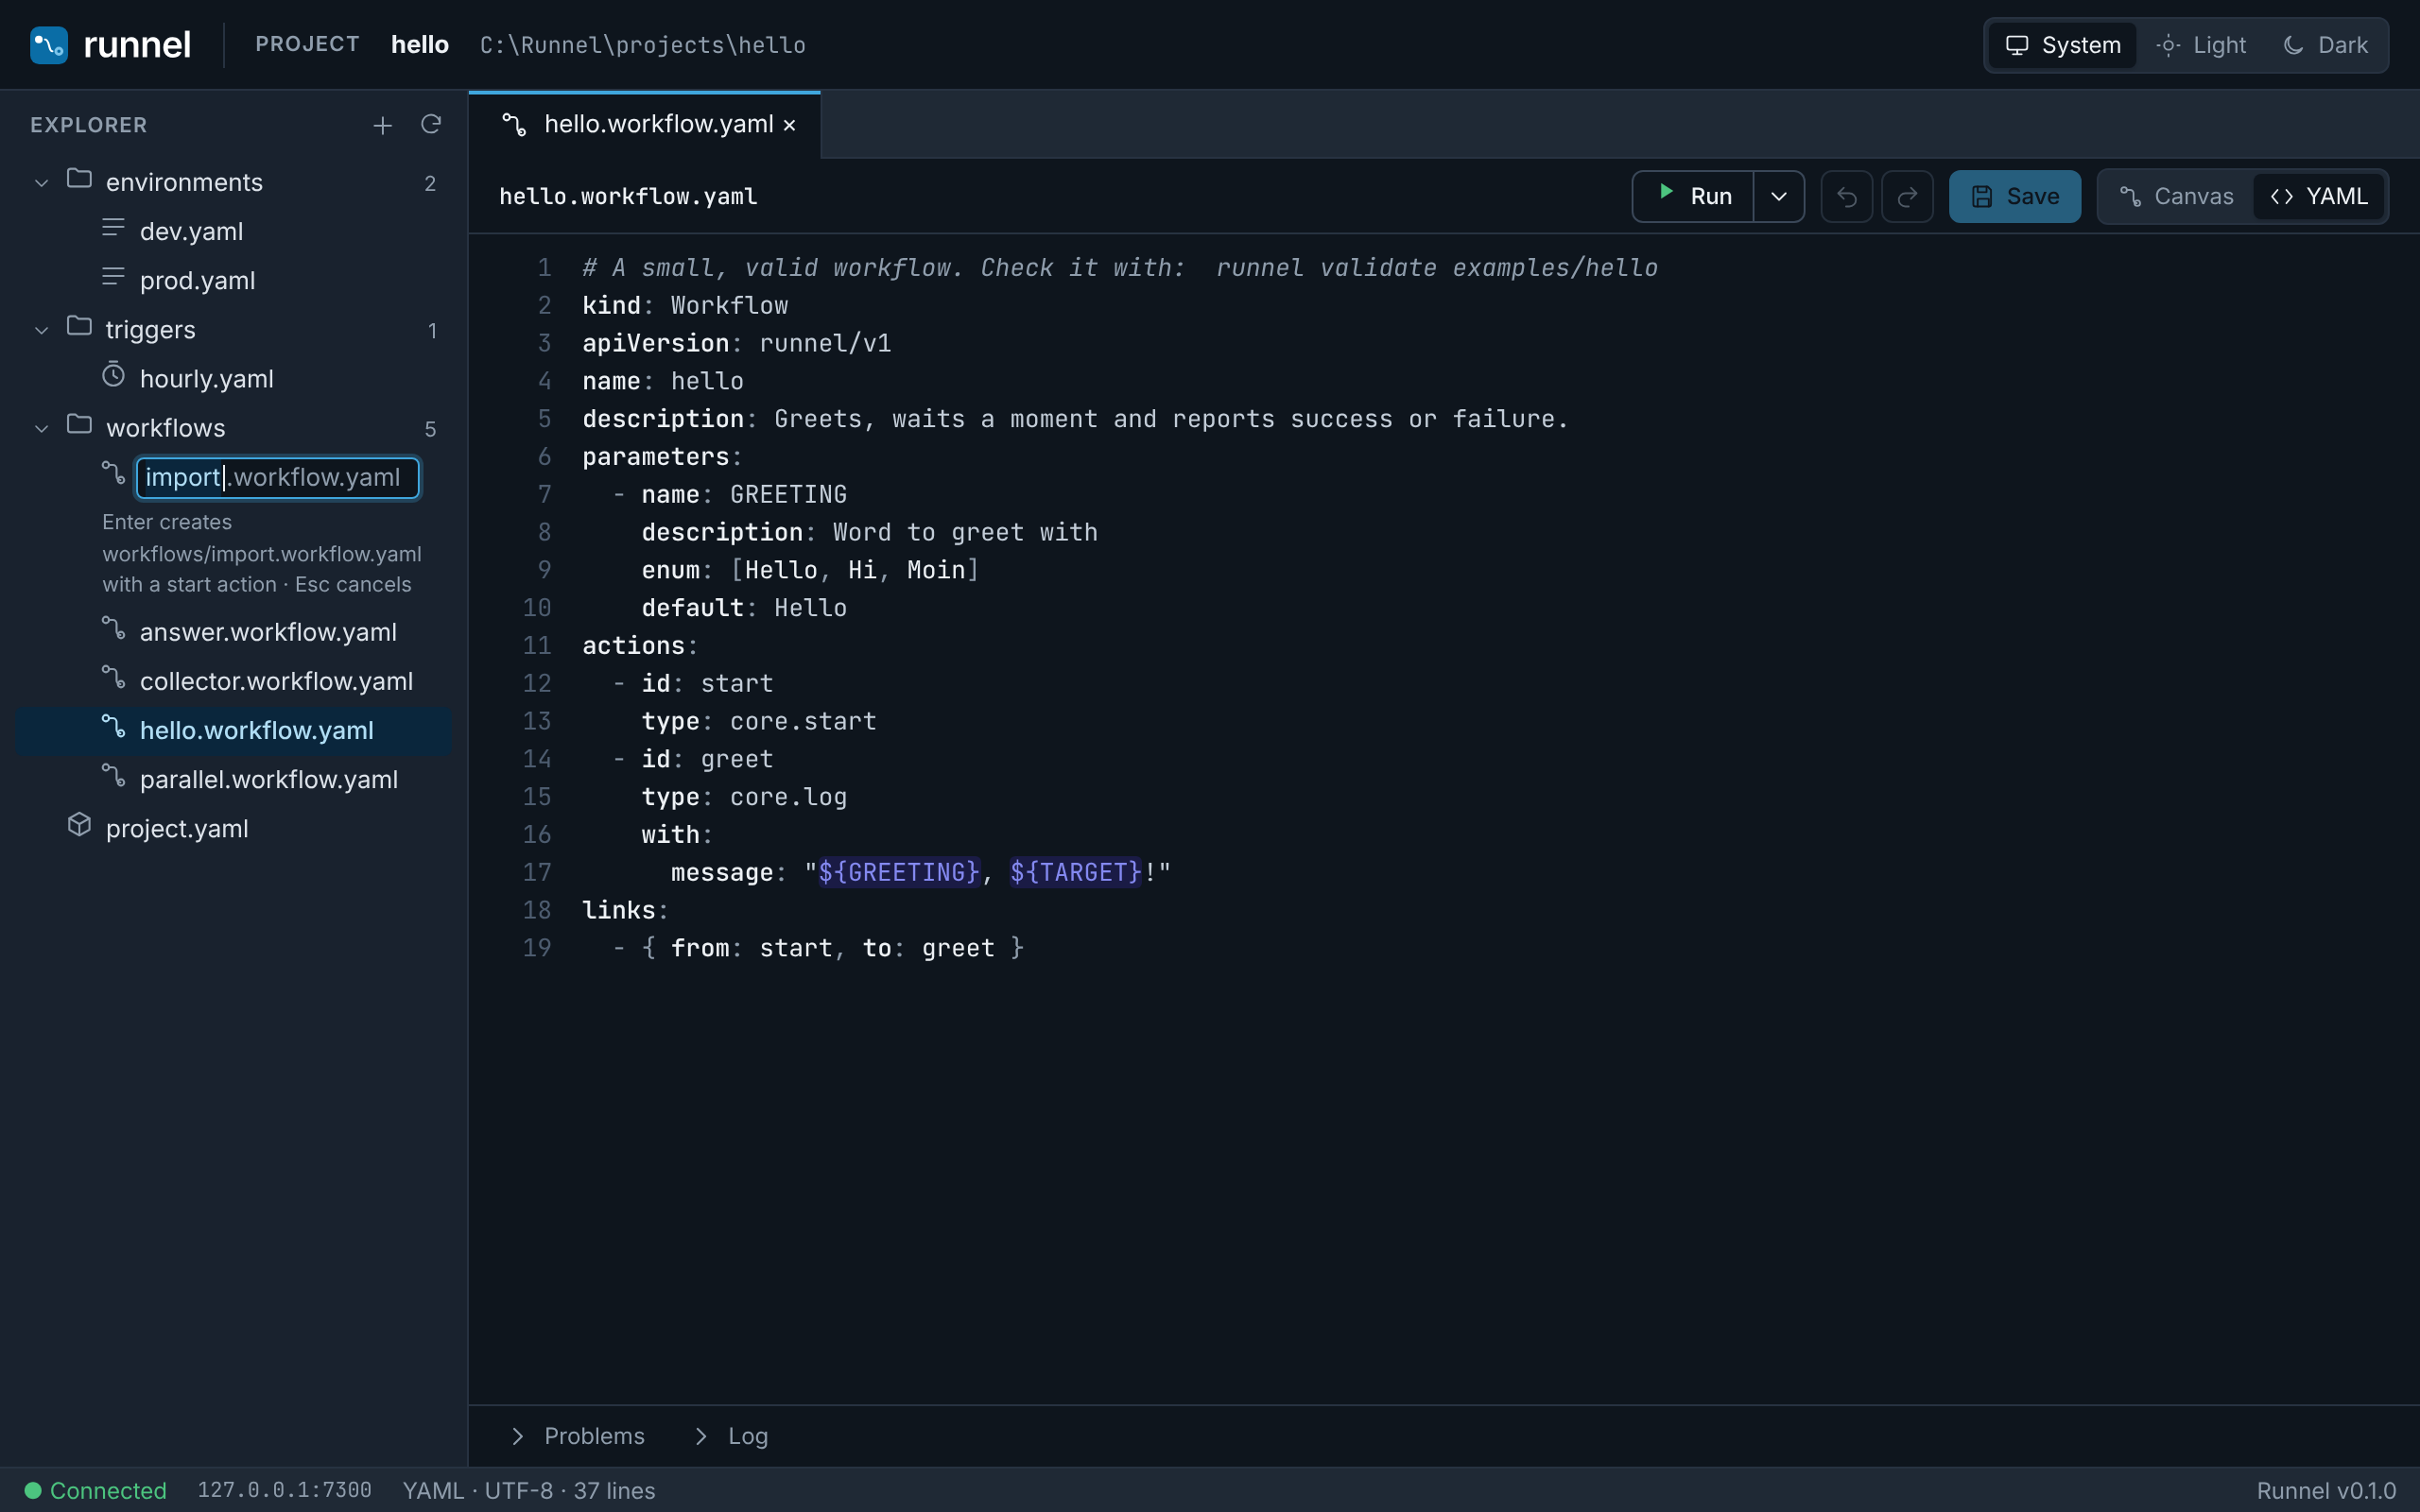 runnel PROJECT hello C:\Runnel\projects\hello System Light Dark
EXPLORER
environments 2
dev.yaml
prod.yaml
triggers 1
hourly.yaml
workflows 5
import.workflow.yaml
Enter creates
workflows/import.workflow.yaml
with a start action · Esc cancels
answer.workflow.yaml
collector.workflow.yaml
hello.workflow.yaml
parallel.workflow.yaml
project.yaml
hello.workflow.yaml ×
hello.workflow.yaml Run Save Canvas YAML
1 # A small, valid workflow. Check it with:  runnel validate examples/hello
2 kind: Workflow
3 apiVersion: runnel/v1
4 name: hello
5 description: Greets, waits a moment and reports success or failure.
6 parameters:
7   - name: GREETING
8     description: Word to greet with
9     enum: [Hello, Hi, Moin]
10     default: Hello
11 actions:
12   - id: start
13     type: core.start
14   - id: greet
15     type: core.log
16     with:
17       message: "${GREETING}, ${TARGET}!"
18 links:
19   - { from: start, to: greet }
Problems Log
Connected 127.0.0.1:7300 YAML · UTF-8 · 37 lines Runnel v0.1.0